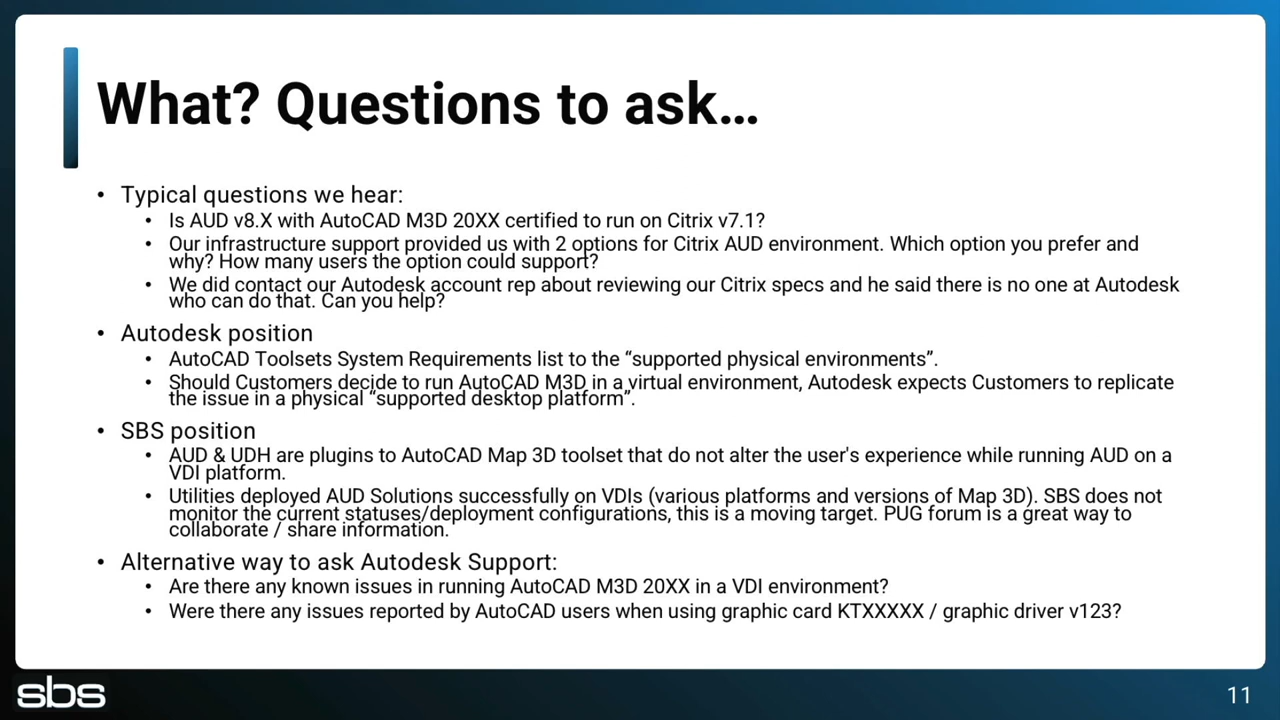 What? Questions to ask...
• Typical questions we hear:
• Is AUD v8.X with AutoCAD M3D 20XX certified to run on Citrix v7.1?
• Our infrastructure support provided us with 2 options for Citrix AUD environment. Which option you prefer and
why? How many users the option could support?
• We did contact our Autodesk account rep about reviewing our Citrix specs and he said there is no one at Autodesk
who can do that. Can you help?
• Autodesk position
• AutoCAD Toolsets System Requirements list to the “supported physical environments”.
• Should Customers decide to run AutoCAD M3D in a virtual environment, Autodesk expects Customers to replicate
the issue in a physical “supported desktop platform”.
• SBS position
• AUD & UDH are plugins to AutoCAD Map 3D toolset that do not alter the user's experience while running AUD on a
VDI platform.
• Utilities deployed AUD Solutions successfully on VDIs (various platforms and versions of Map 3D). SBS does not
monitor the current statuses/deployment configurations, this is a moving target. PUG forum is a great way to
collaborate / share information.
• Alternative way to ask Autodesk Support:
• Are there any known issues in running AutoCAD M3D 20XX in a VDI environment?
• Were there any issues reported by AutoCAD users when using graphic card KTXXXXX / graphic driver v123?
sbs
11